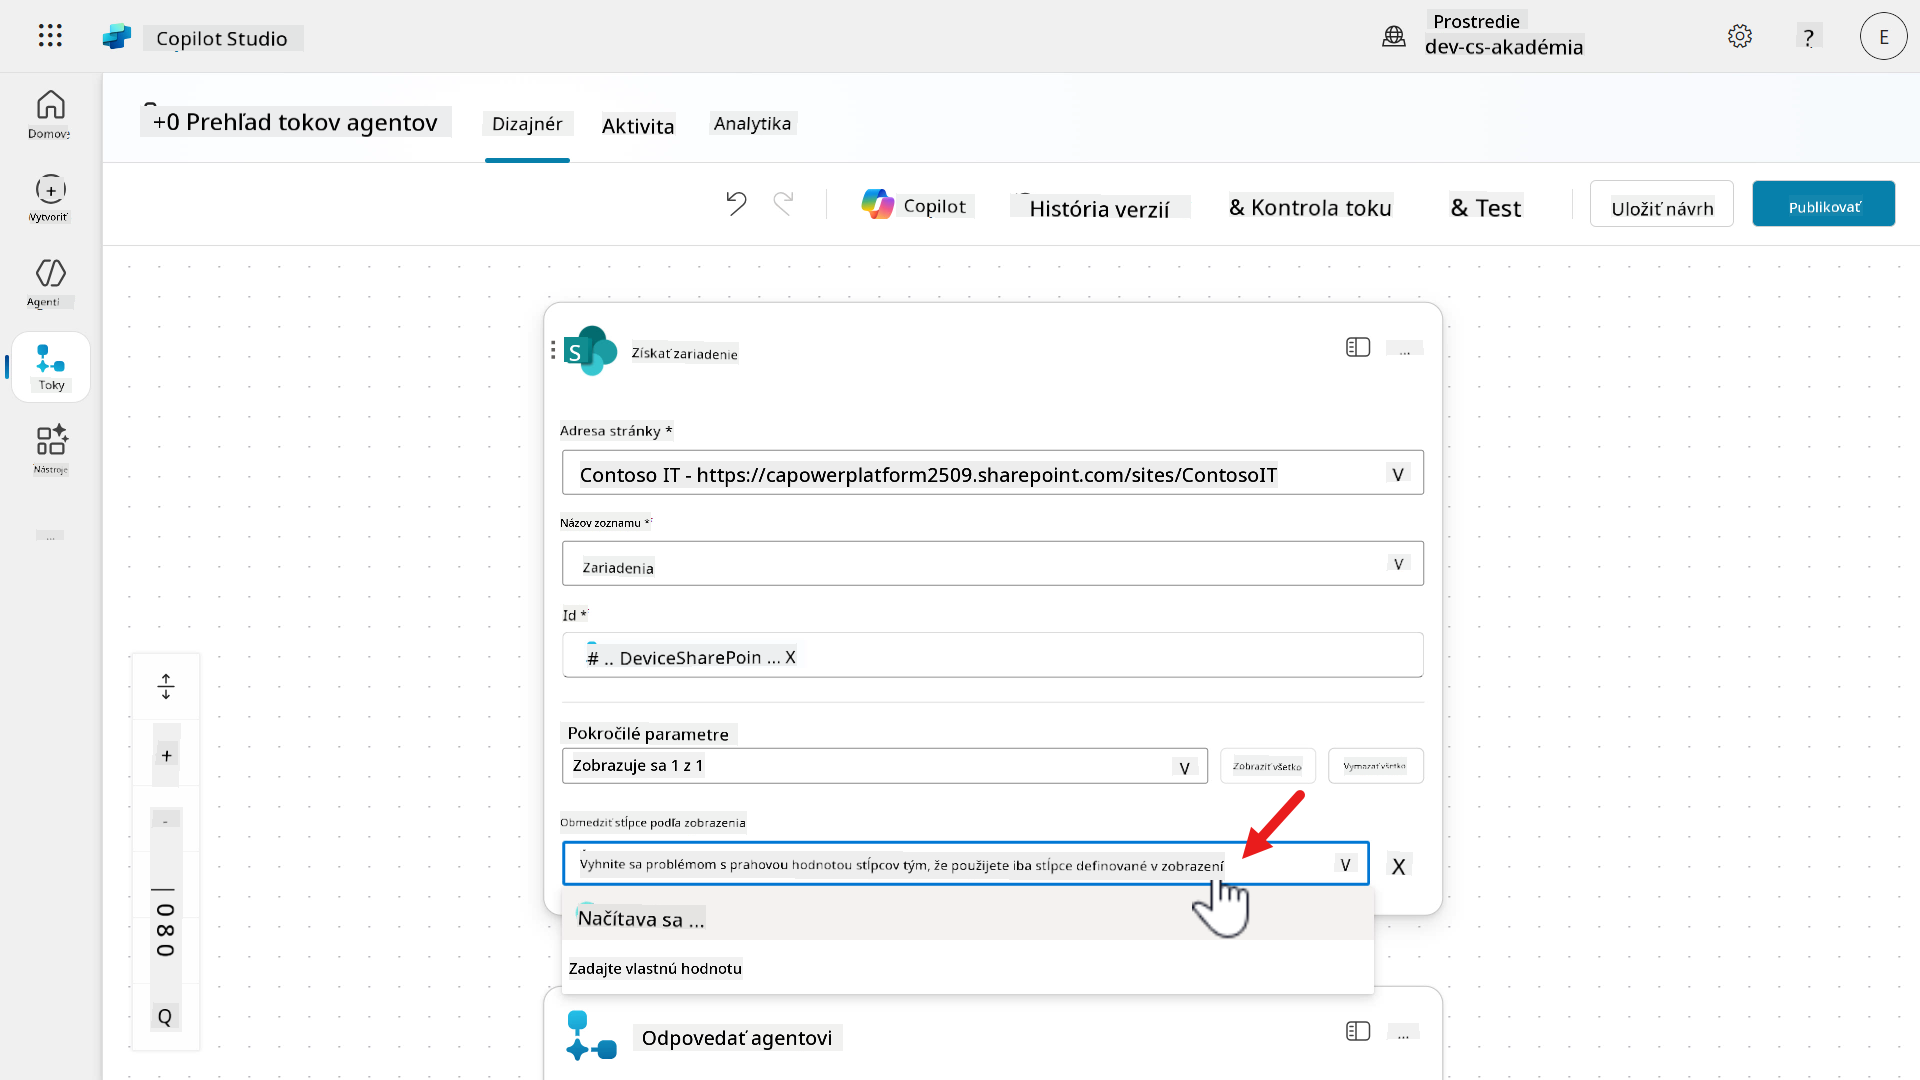 Copilot Studio
Prostredie
dev-cs-akadémia
?
E
Domov
Vytvoriť
Agenti
Toky
Nástroje
...
+0 Prehľad tokov agentov
Dizajnér
Aktivita
Analytika
Copilot
História verzií
& Kontrola toku
& Test
Uložiť návrh
Publikovať
S
Získať zariadenie
...
Adresa stránky *
Contoso IT - https://capowerplatform2509.sharepoint.com/sites/ContosoIT
V
Názov zoznamu *
Zariadenia
V
Id *
# .. DeviceSharePoin ... X
Pokročilé parametre
Zobrazuje sa 1 z 1
V
Zobraziť všetko
Vymazať všetko
Obmedziť stĺpce podľa zobrazenia
Vyhnite sa problémom s prahovou hodnotou stĺpcov tým, že použijete iba stĺpce definované v zobrazení
V
X
Načítava sa ...
Zadajte vlastnú hodnotu
Odpovedať agentovi
...
+
-
| 080
Q